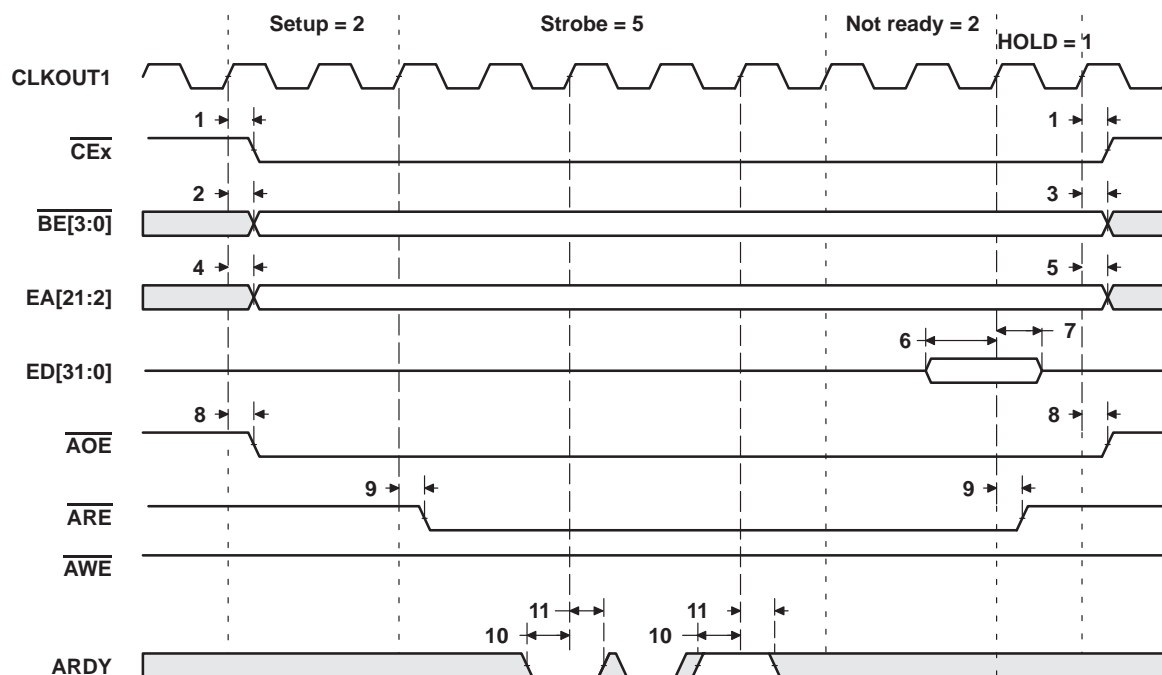 Setup = 2
Strobe = 5
Not ready = 2
HOLD = 1
CLKOUT1
1
1
CEx
2
3
BE[3:0]
4
5
EA[21:2]
6
7
ED[31:0]
8
8
AOE
9
9
ARE
AWE
11
11
10
10
ARDY